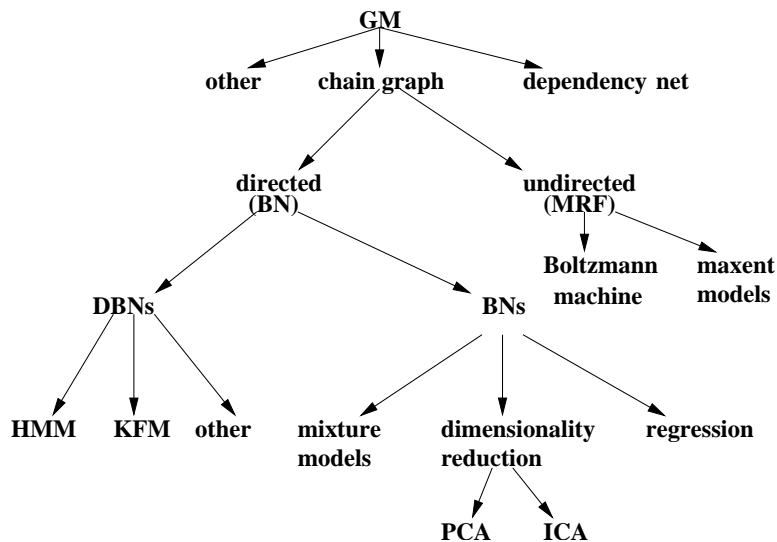 GM
other chain graph dependency net
directed undirected
(BN) (MRF)
Boltzmann maxent
machine models
DBNs BNs
HMM KFM other mixture dimensionality regression
models reduction
PCA ICA